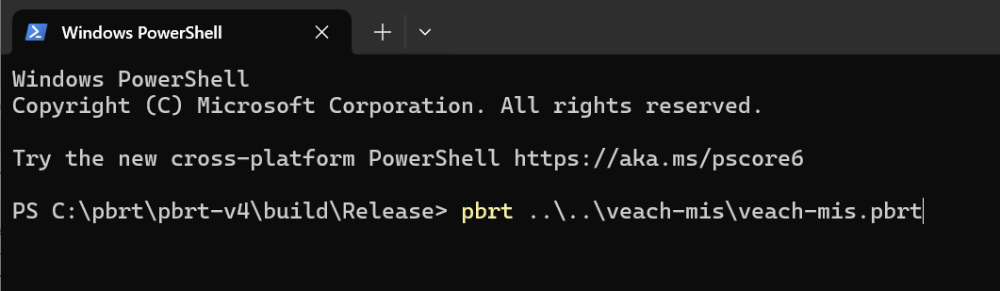 Windows PowerShell
Windows PowerShell
Copyright (C) Microsoft Corporation. All rights reserved.
Try the new cross-platform PowerShell https://aka.ms/pscore6
PS C:\pbrt\pbrt-v4\build\Release> pbrt ..\..\veach-mis\veach-mis.pbrt